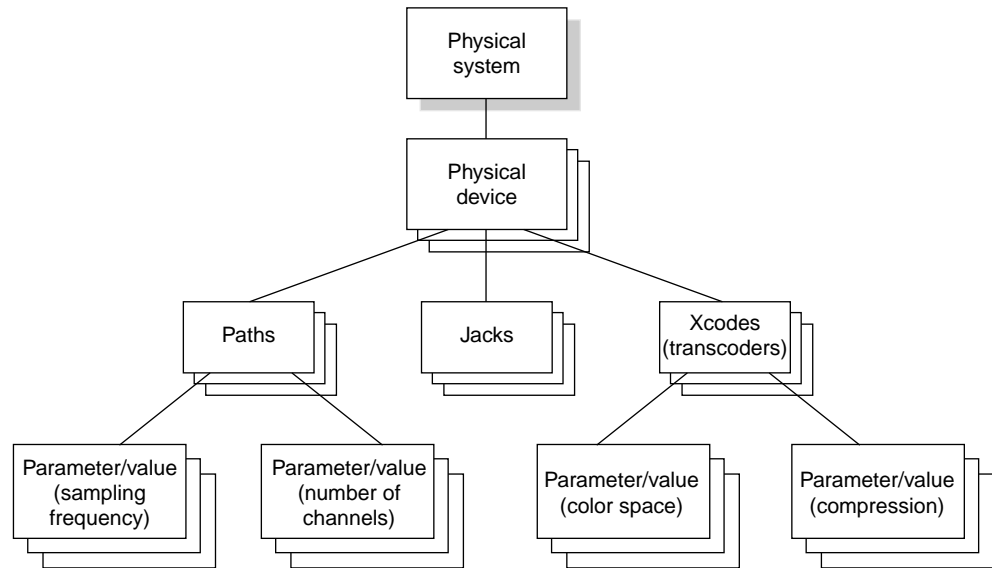 Physical
system
Physical
device
Paths
Jacks
Xcodes
(transcoders)
Parameter/value
(sampling
frequency)
Parameter/value
(number of
channels)
Parameter/value
(color space)
Parameter/value
(compression)